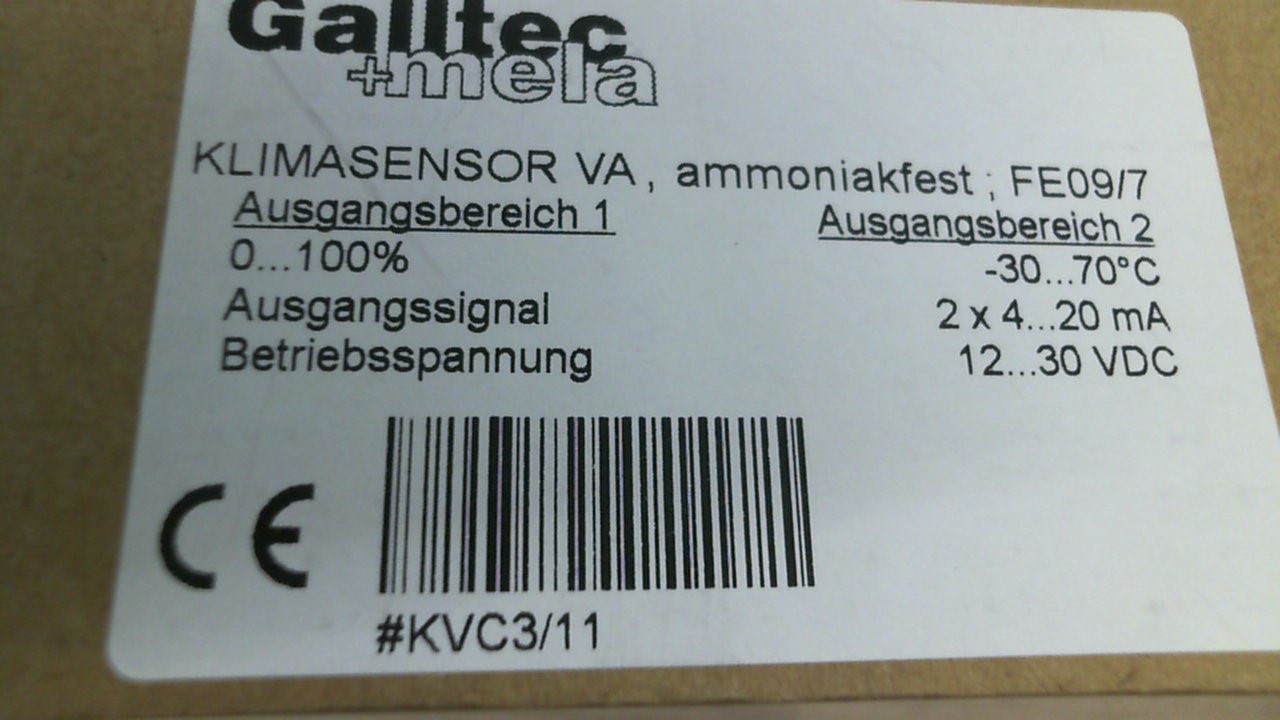 Galltec
+mela
KLIMASENSOR VA, ammoniakfest ; FE09/7
Ausgangsbereich 1 Ausgangsbereich 2
0...100% -30...70°C
Ausgangssignal 2 x 4...20 mA
Betriebsspannung 12...30 VDC
CE
#KVC3/11